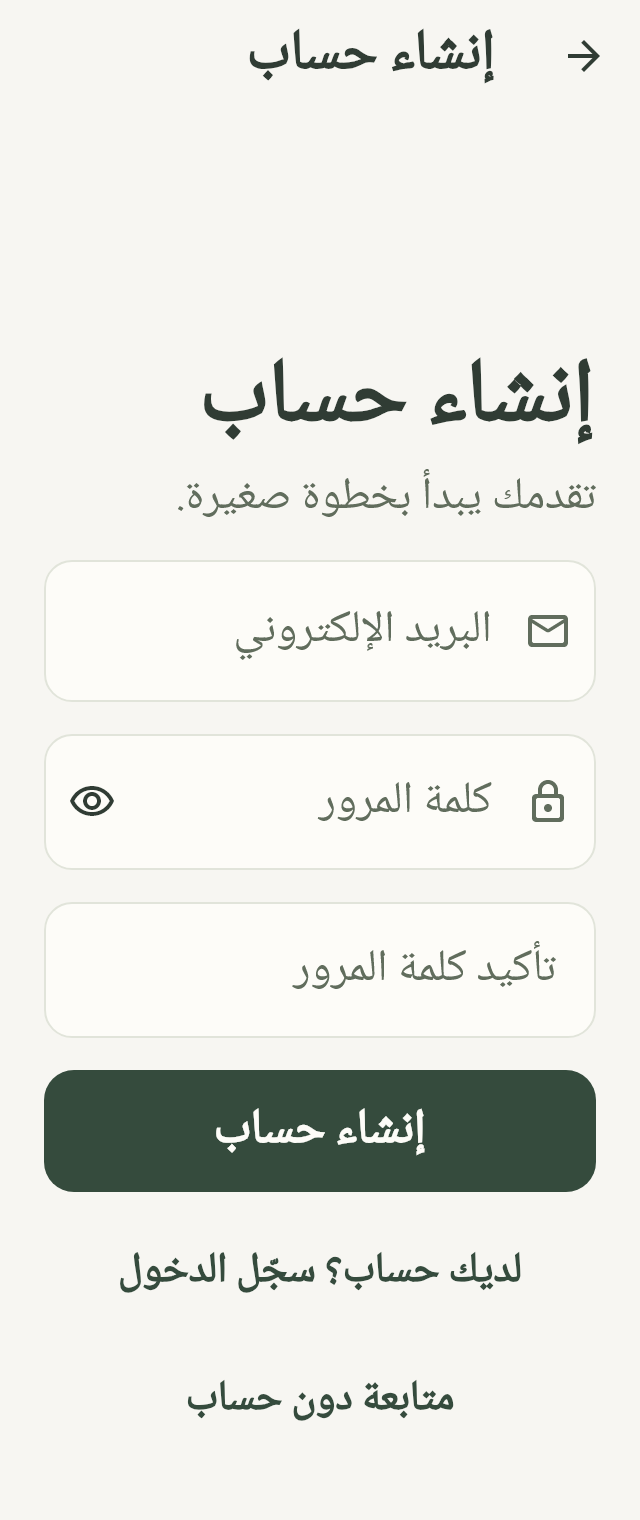 إنشاء حساب
إنشاء حساب
تقدمك يبدأ بخطوة صغيرة.
البريد الإلكتروني
كلمة المرور
تأكيد كلمة المرور
إنشاء حساب
لديك حساب؟ سجّل الدخول
متابعة دون حساب